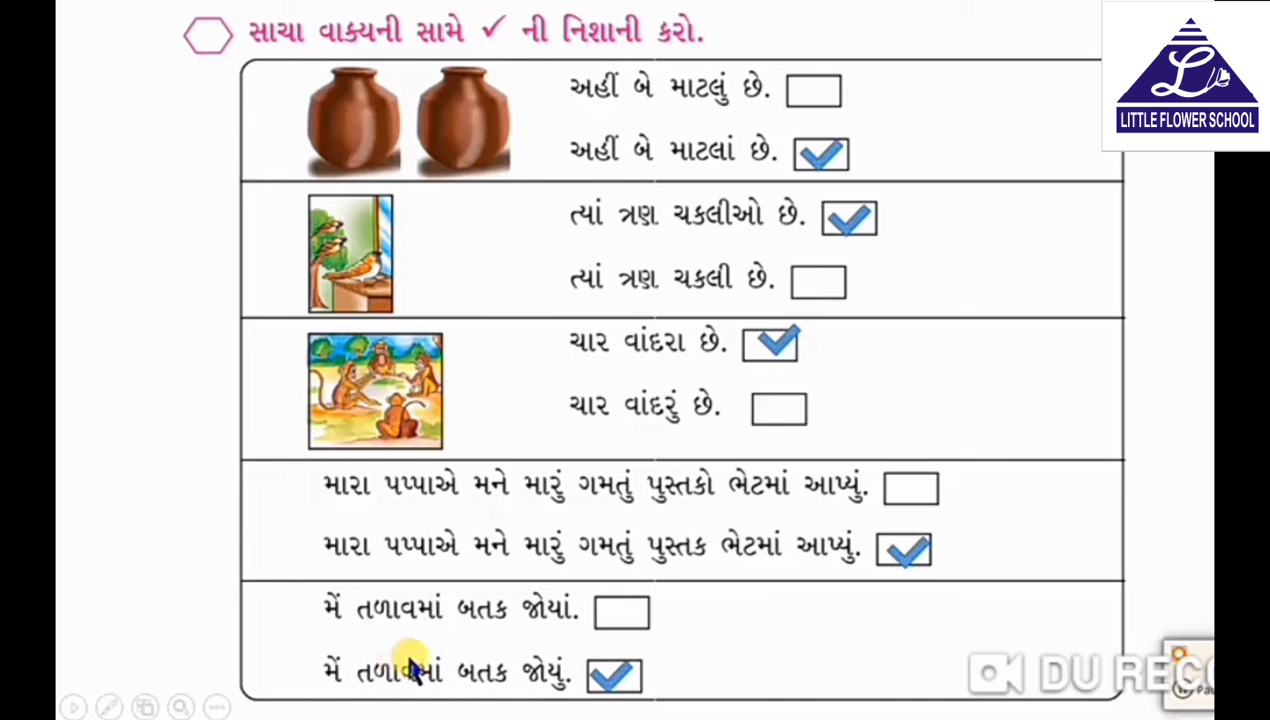 સાચા વાક્યની સામે ✓ ની નિશાની કરો.
LITTLE FLOWER SCHOOL
અહીં બે માટલું છે.
અહીં બે માટલાં છે.
ત્યાં ત્રણ ચકલીઓ છે.
ત્યાં ત્રણ ચકલી છે.
ચાર વાંદરા છે.
ચાર વાંદરું છે.
મારા પપ્પાએ મને મારું ગમતું પુસ્તકો ભેટમાં આપ્યું.
મારા પપ્પાએ મને મારું ગમતું પુસ્તક ભેટમાં આપ્યું.
મેં તળાવમાં બતક જોયાં.
મેં તળાવમાં બતક જોયું.
DU REC